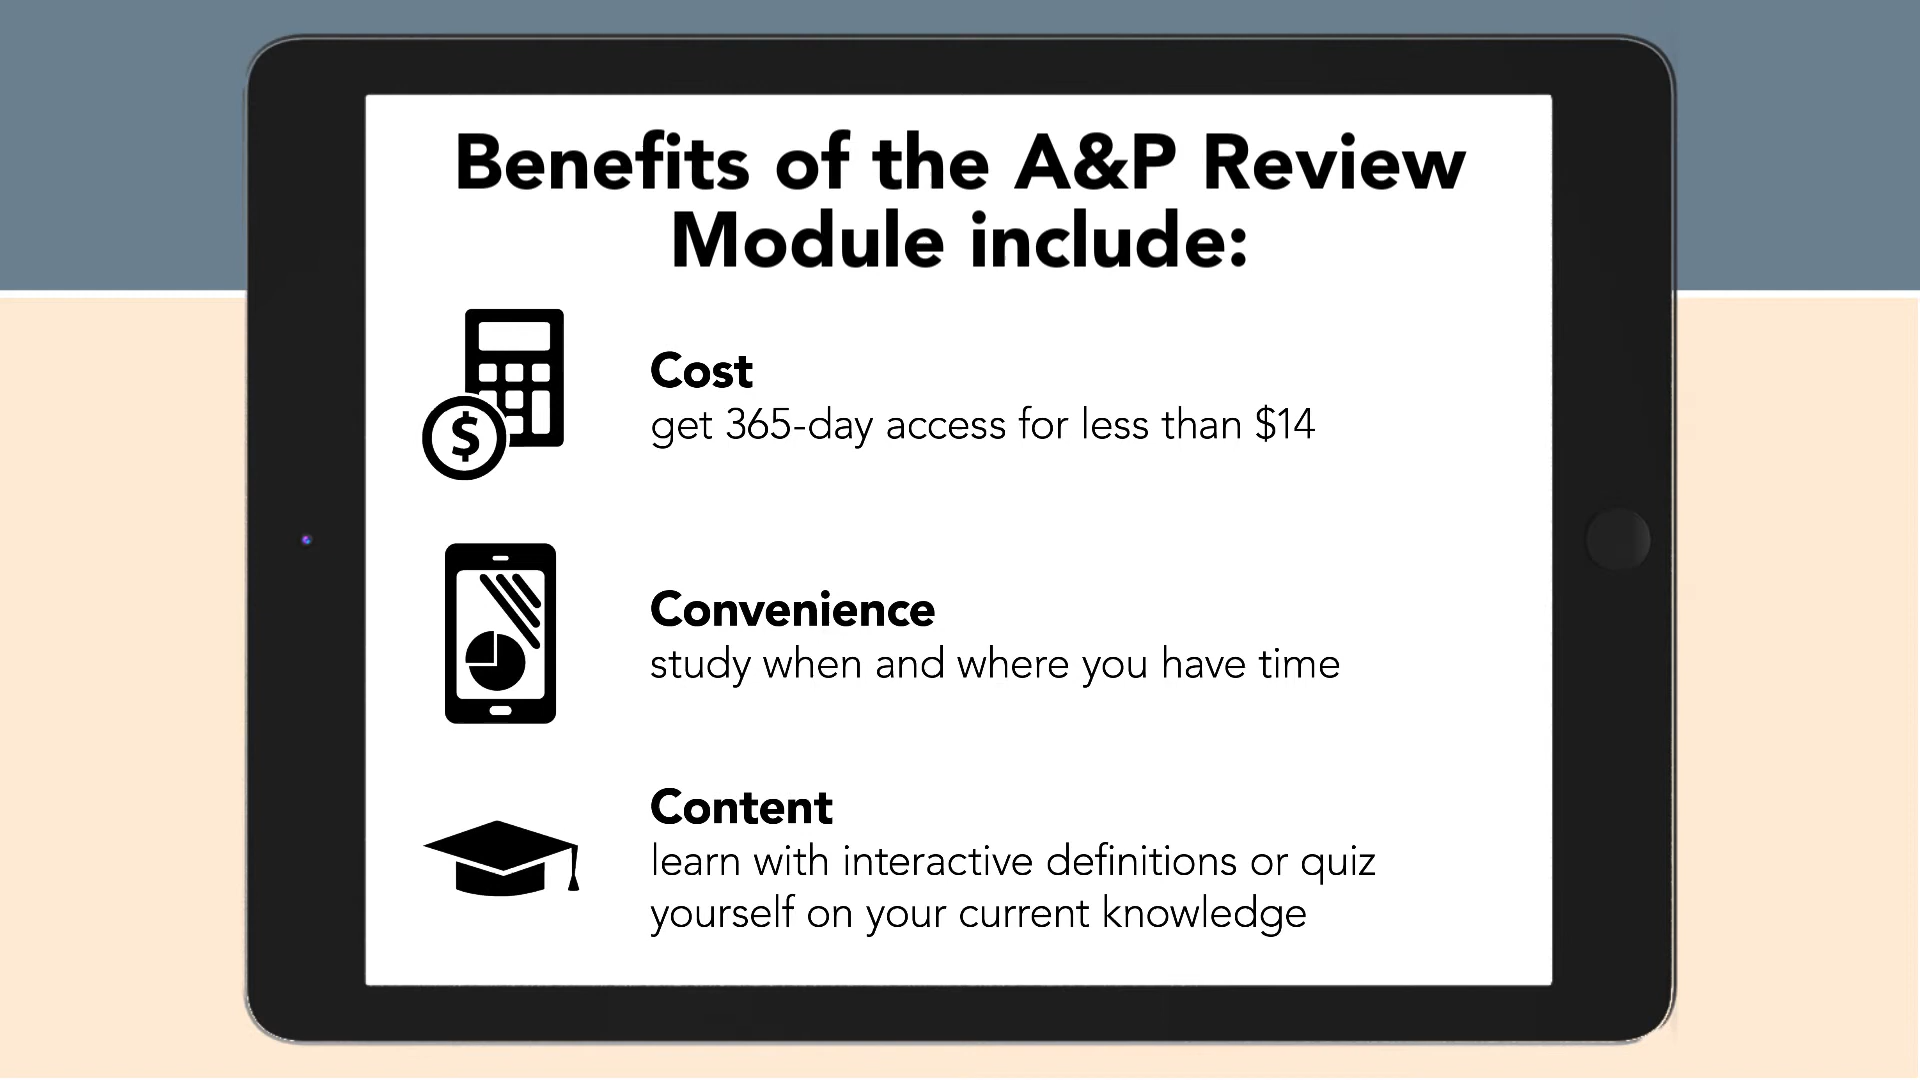 Benefits of the A&P Review
Module include:
$
Cost
get 365-day access for less than $14
Convenience
study when and where you have time
Content
learn with interactive definitions or quiz
yourself on your current knowledge